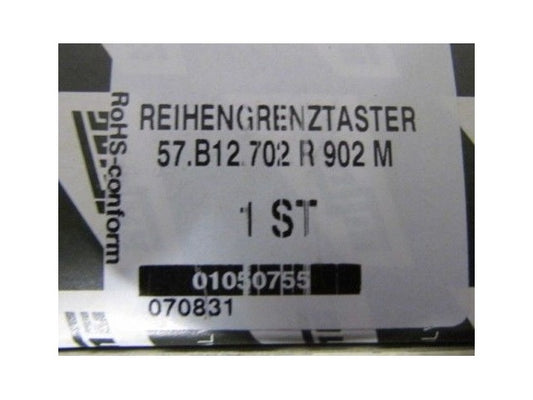 REIHENGRENZTASTER
57.B12.702 R 902 M
1 ST
01050755
070831
RoHS-conform